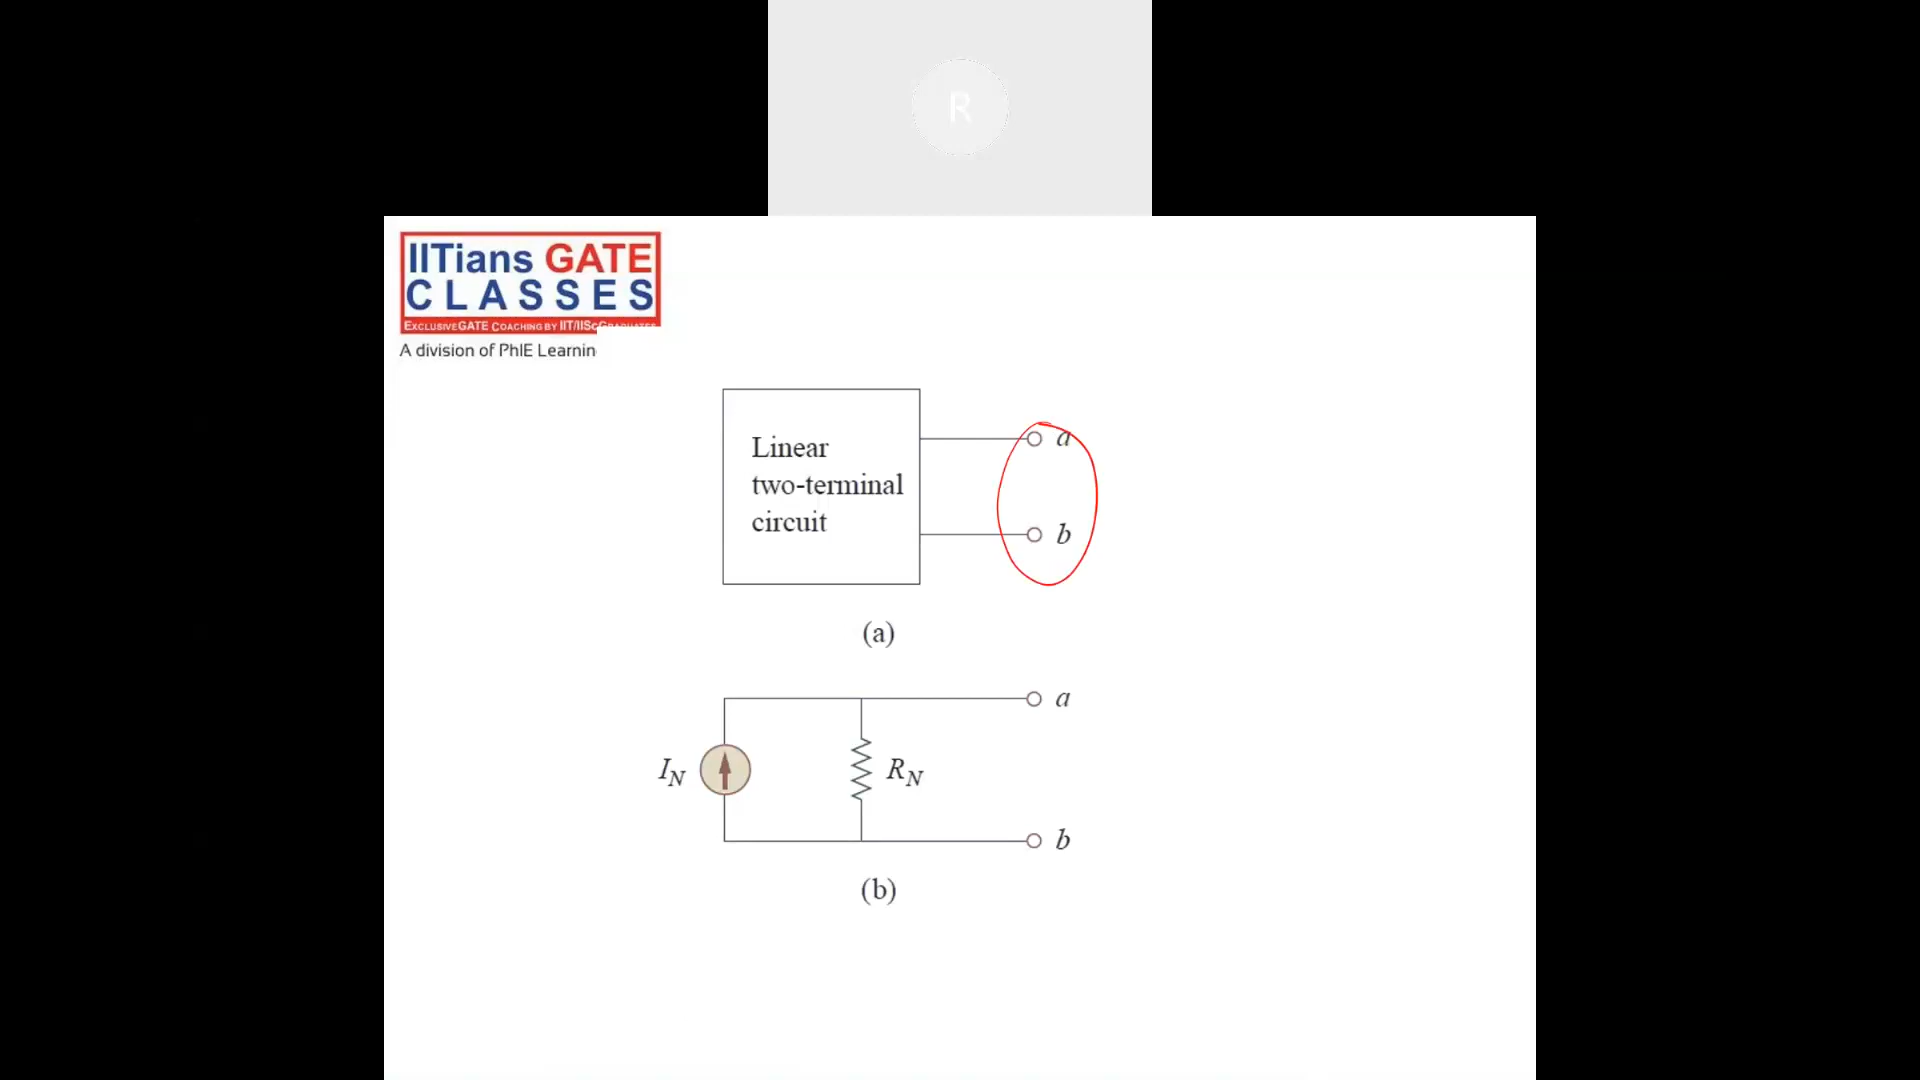 R
IITians GATE
CLASSES
EXCLUSIVE GATE COACHING BY IIT/IISc GRADUATES
A division of PhIE Learnin
Linear
two-terminal
circuit
a
b
(a)
I_N
R_N
a
b
(b)